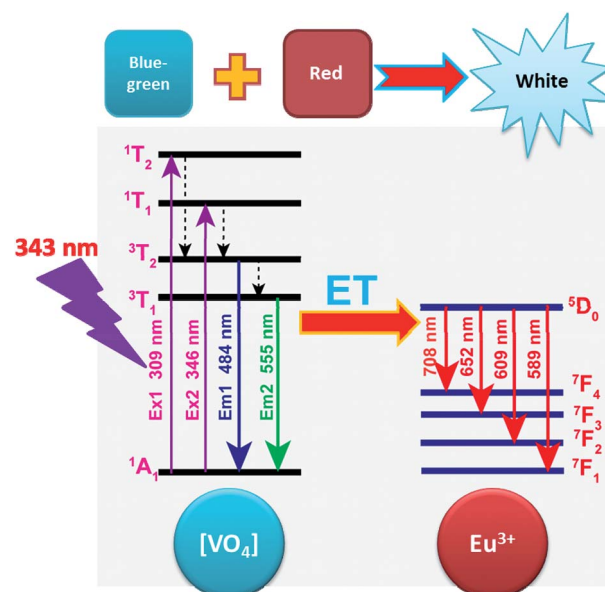 Blue-
green
Red
White
¹T₂
¹T₁
³T₂
³T₁
¹A₁
343 nm
Ex1 309 nm
Ex2 346 nm
Em1 484 nm
Em2 555 nm
ET
⁵D₀
708 nm
652 nm
609 nm
589 nm
⁷F₄
⁷F₃
⁷F₂
⁷F₁
[VO₄]
Eu³⁺